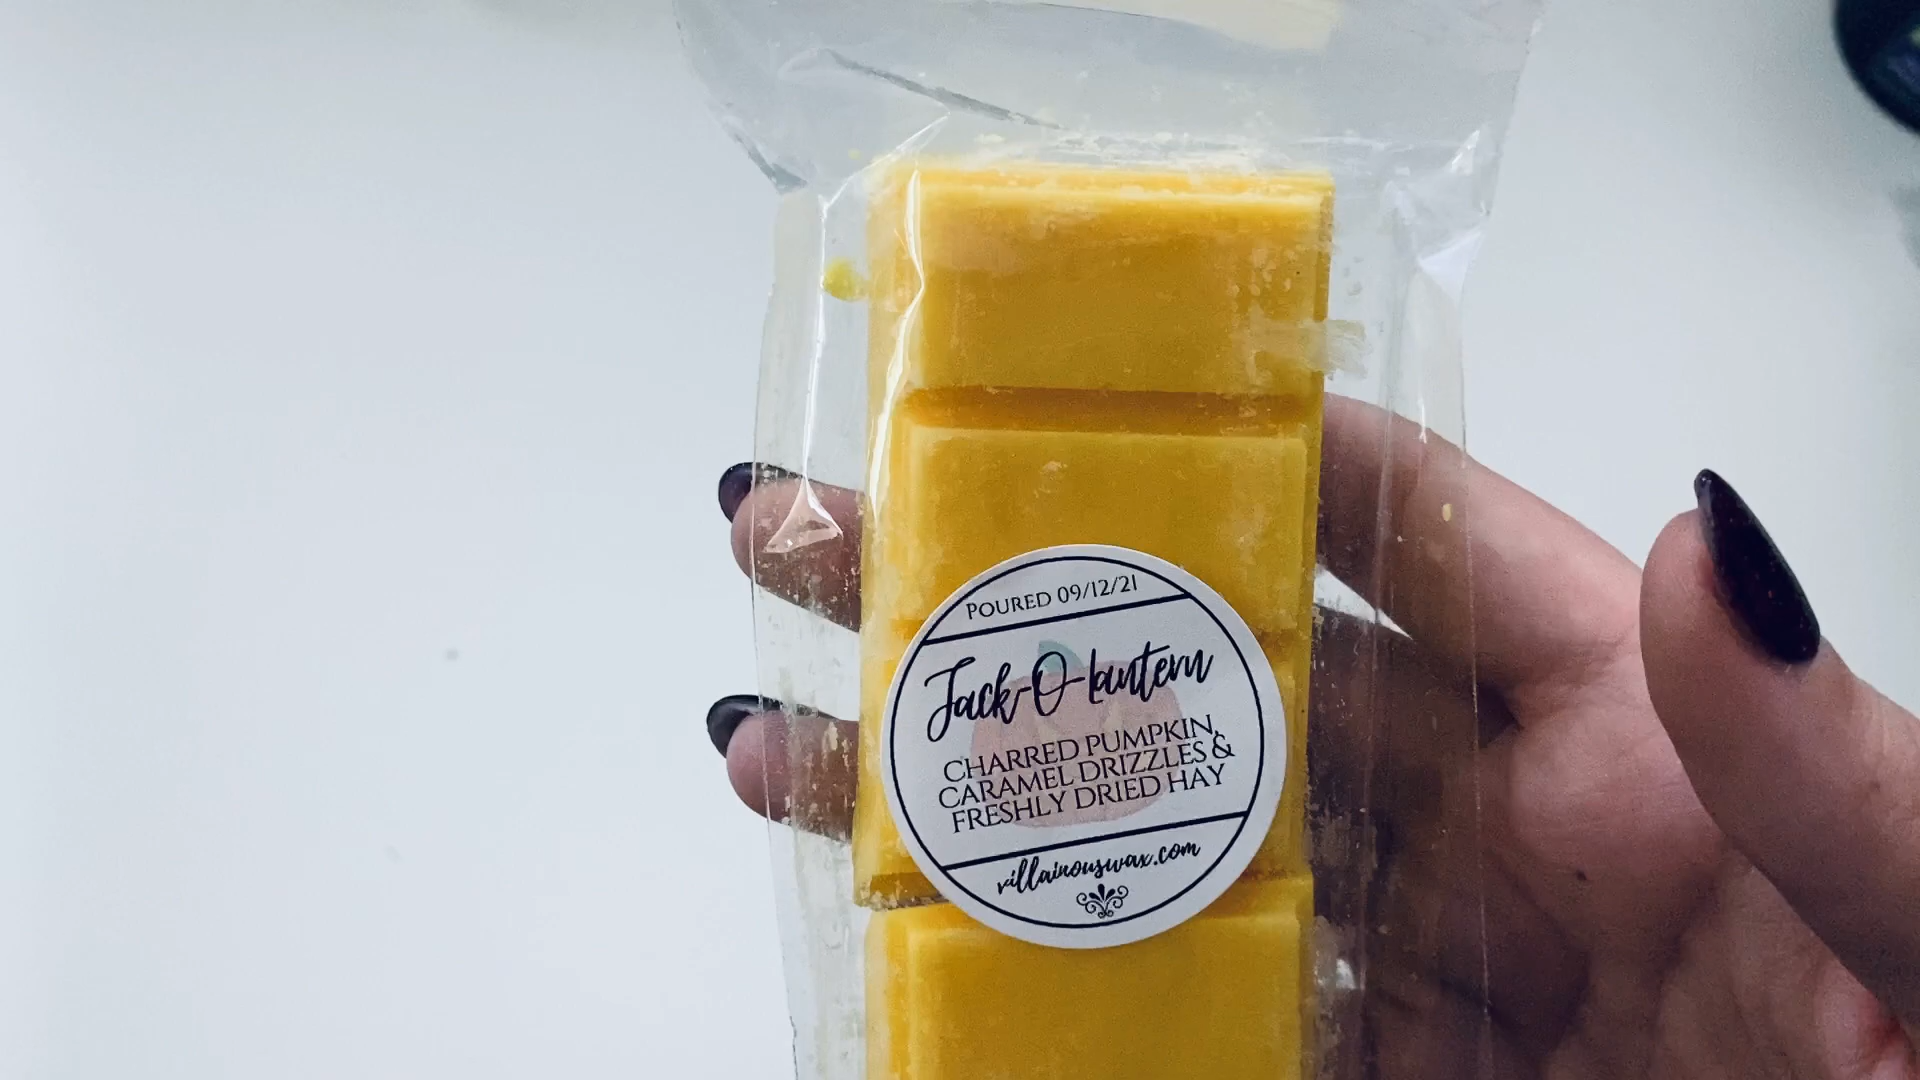 POURED 09/12/21
Jack-O-lantern
CHARRED PUMPKIN,
CARAMEL DRIZZLES &
FRESHLY DRIED HAY
villainouswax.com